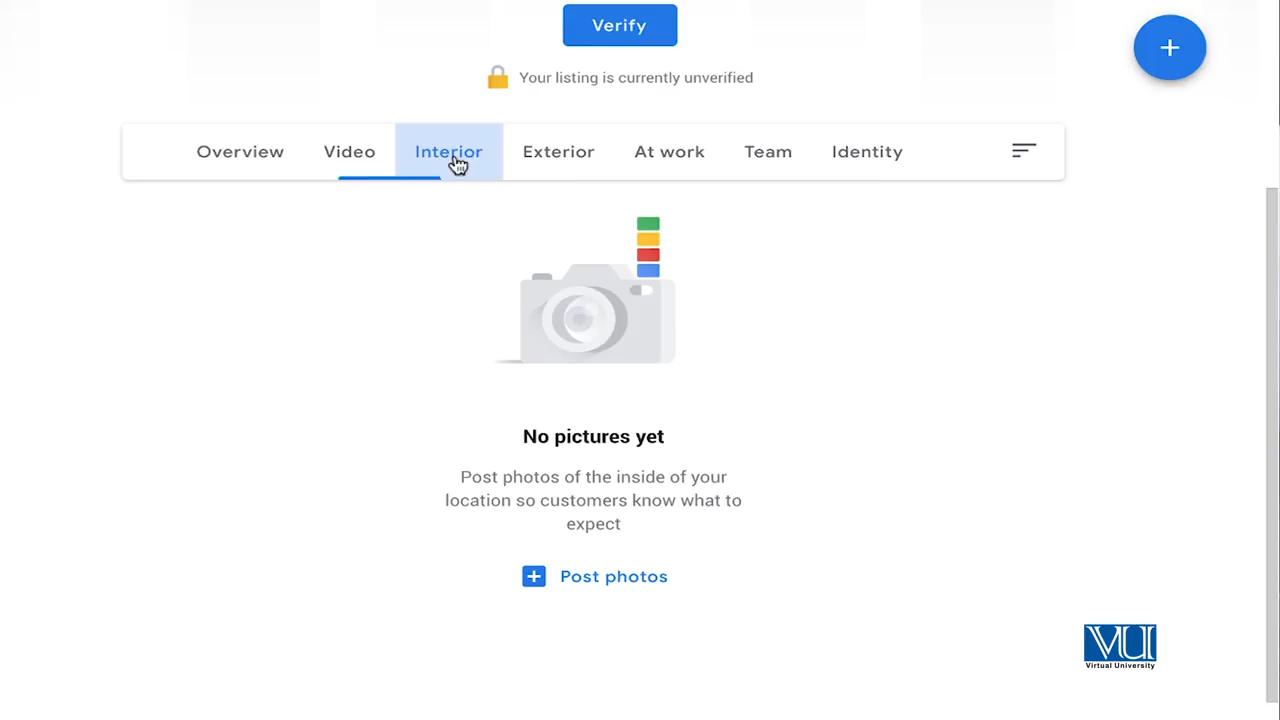 Verify
Your listing is currently unverified
Overview Video Interior Exterior At work Team Identity
No pictures yet
Post photos of the inside of your
location so customers know what to
expect
Post photos
VU
Virtual University